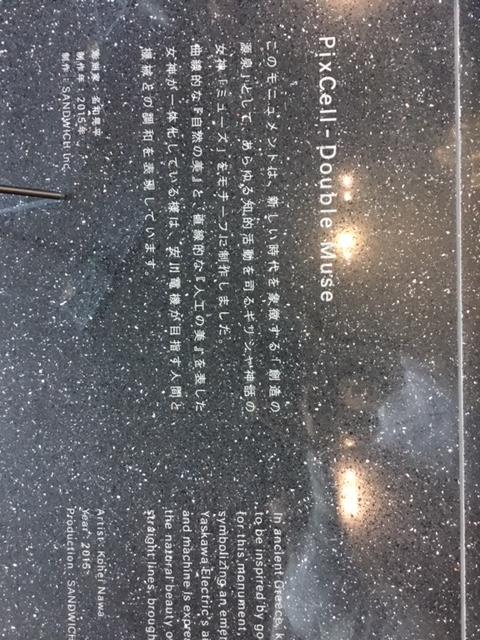 PixCell - Double Muse
このモニュメントは、新しい時代を象徴する「創造の
源泉」として、あらゆる知的活動を司るギリシャ神話の
女神『ミューズ』をモチーフに制作しました。
曲線的な『自然の美』と、直線的な『人工の美』を表した
女神が一体化している様は、安川電機が目指す人間と
機械との調和を表現しています。
作家：名和晃平
制作年：2015年
制作：SANDWICH Inc.
In ancient Greece, k
to be inspired by go
for this monument,
symbolizing an emer
Yaskawa Electric's a
and machine is expre
the natural beauty o
straight lines, brough
Artist : Kohei Nawa
Year : 2016
Production : SANDWICH